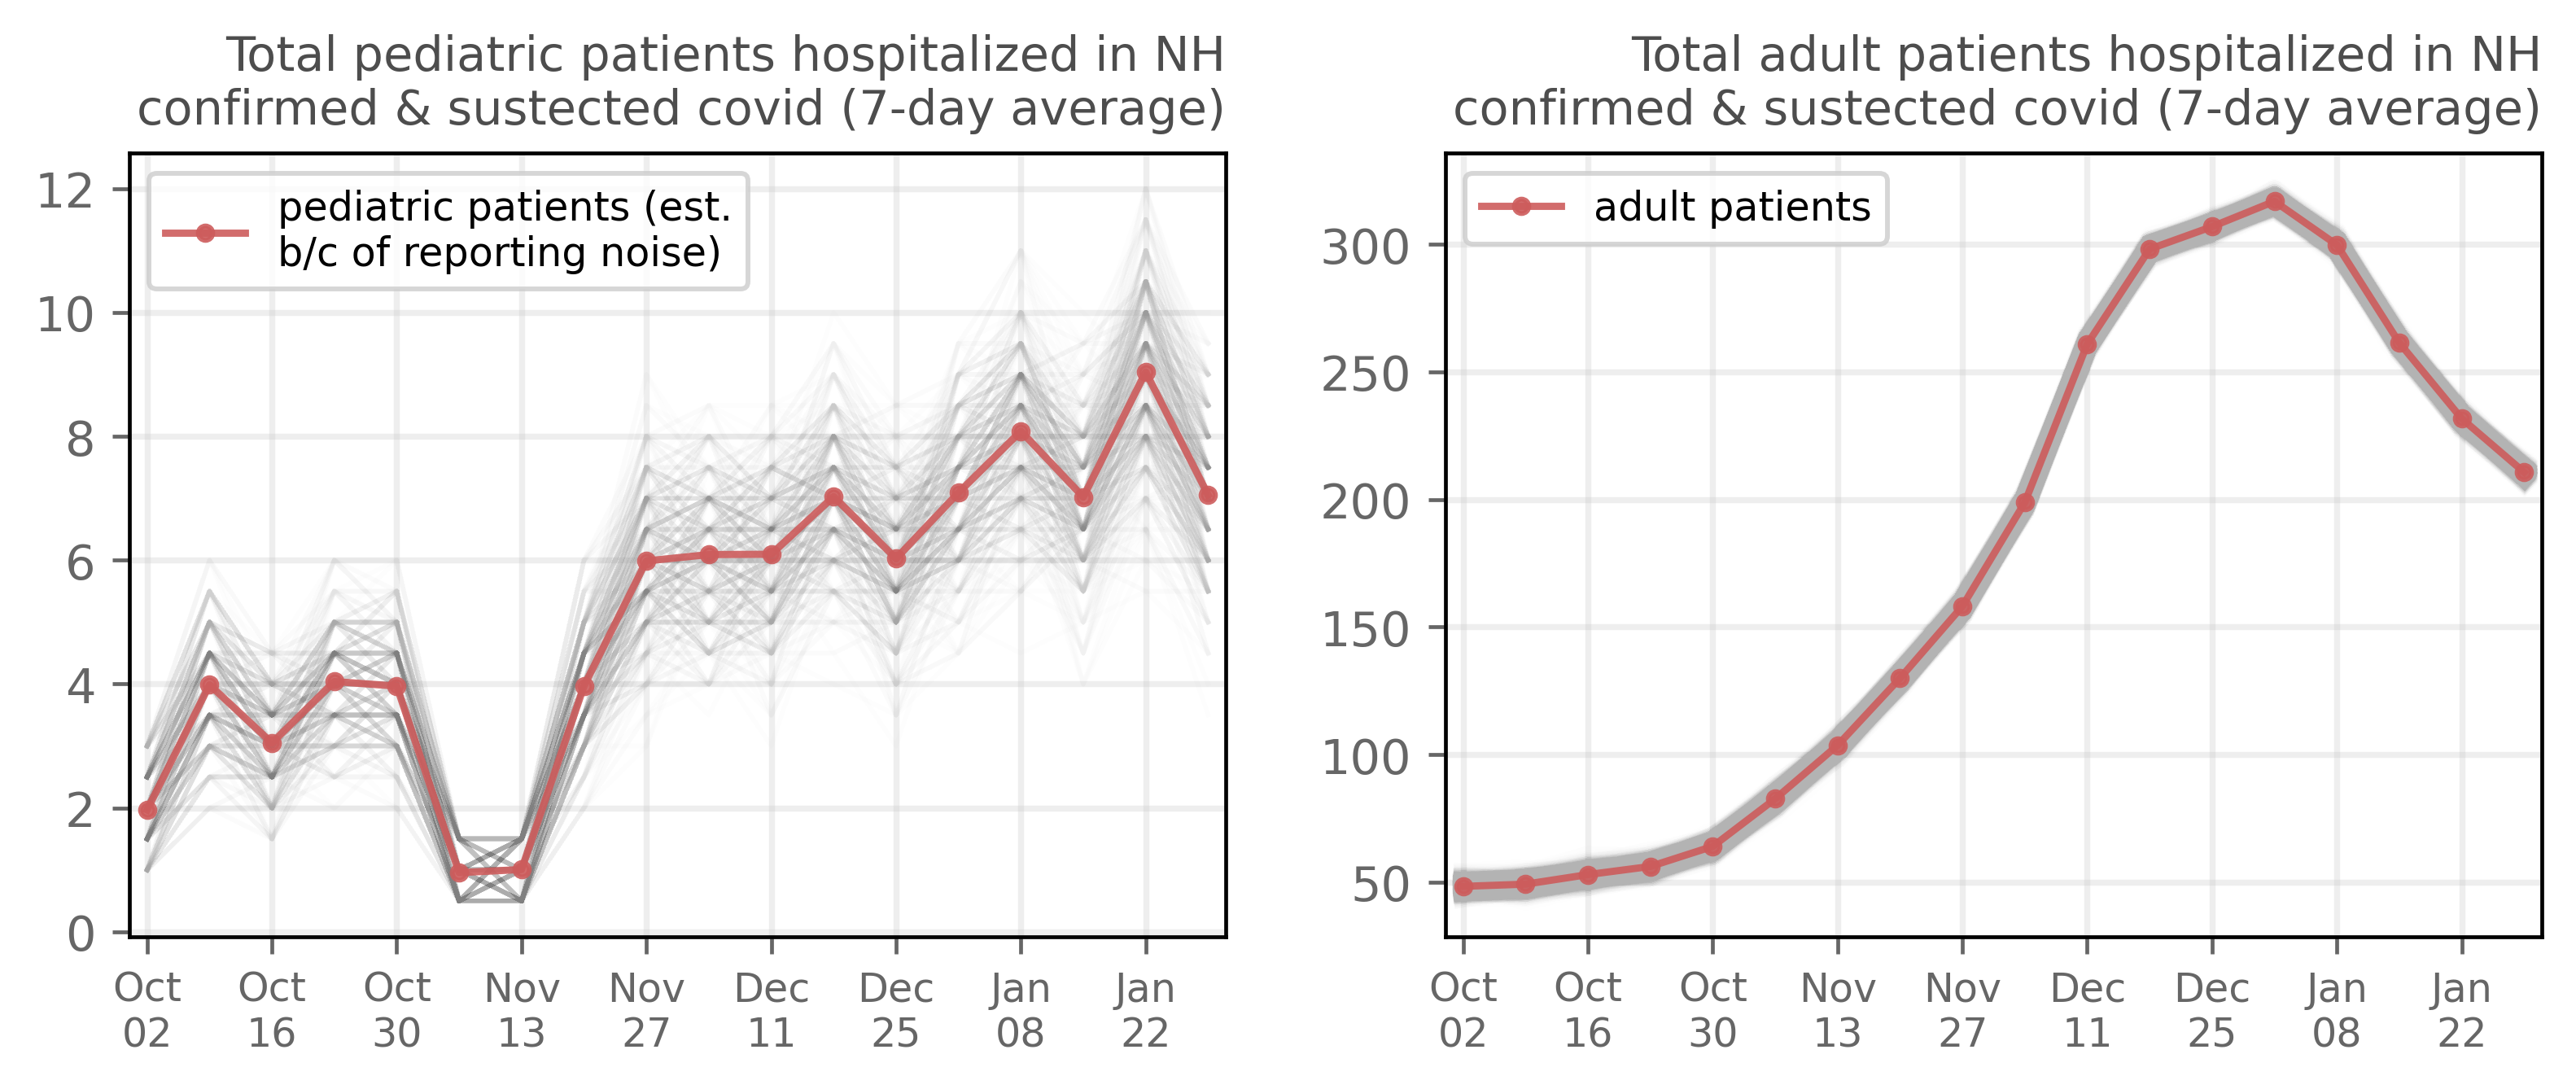 Total pediatric patients hospitalized in NH
confirmed & sustected covid (7-day average)
pediatric patients (est.
b/c of reporting noise)
12
10
8
6
4
2
0
Oct Oct Oct Nov Nov Dec Dec Jan Jan
02 16 30 13 27 11 25 08 22
Total adult patients hospitalized in NH
confirmed & sustected covid (7-day average)
adult patients
300
250
200
150
100
50
Oct Oct Oct Nov Nov Dec Dec Jan Jan
02 16 30 13 27 11 25 08 22